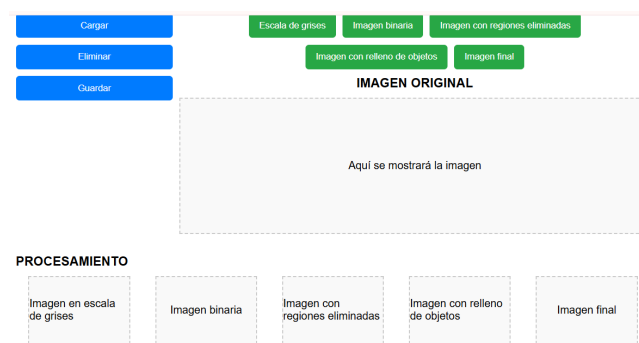 Cargar
Escala de grises
Imagen binaria
Imagen con regiones eliminadas
Eliminar
Imagen con relleno de objetos
Imagen final
Guardar
IMAGEN ORIGINAL
Aquí se mostrará la imagen
PROCESAMIENTO
Imagen en escala
de grises
Imagen binaria
Imagen con
regiones eliminadas
Imagen con relleno
de objetos
Imagen final